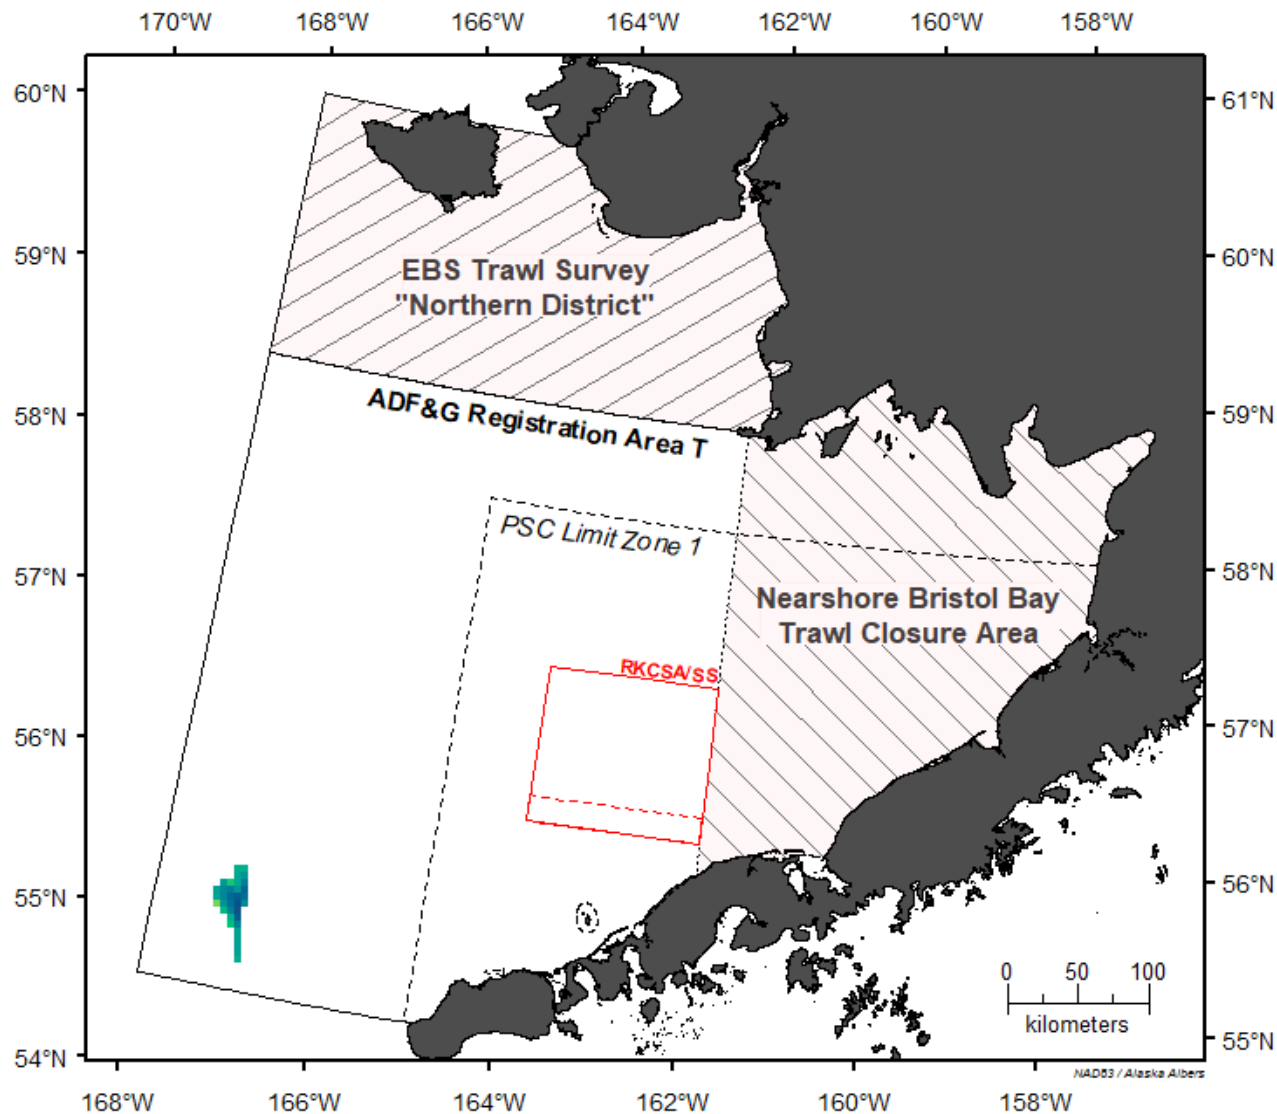 170°W 168°W 166°W 164°W 162°W 160°W 158°W
60°N
61°N
59°N
60°N
EBS Trawl Survey
"Northern District"
58°N
59°N
ADF&G Registration Area T
PSC Limit Zone 1
57°N
58°N
Nearshore Bristol Bay
Trawl Closure Area
RKCSA/SS
56°N
57°N
55°N
56°N
0 50 100
kilometers
54°N
55°N
NAD83 / Alaska Albers
168°W 166°W 164°W 162°W 160°W 158°W